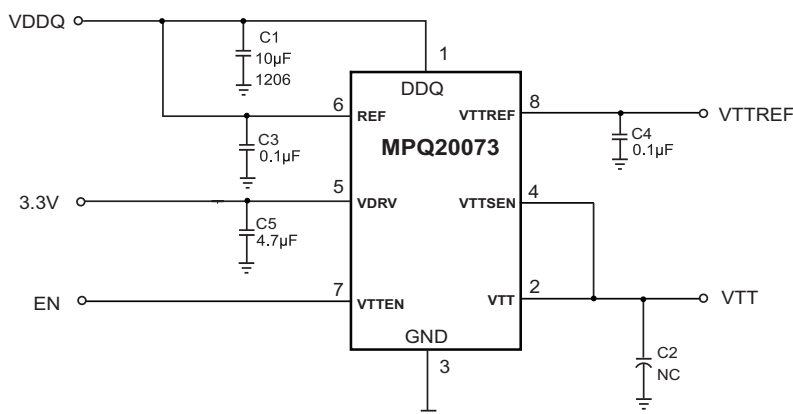 VDDQ
C1
10µF
1206
1
DDQ
6
REF
VTTREF
8
VTTREF
C3
0.1µF
MPQ20073
C4
0.1µF
3.3V
5
VDRV
VTTSEN
4
C5
4.7µF
EN
7
VTTEN
VTT
2
VTT
GND
3
C2
NC